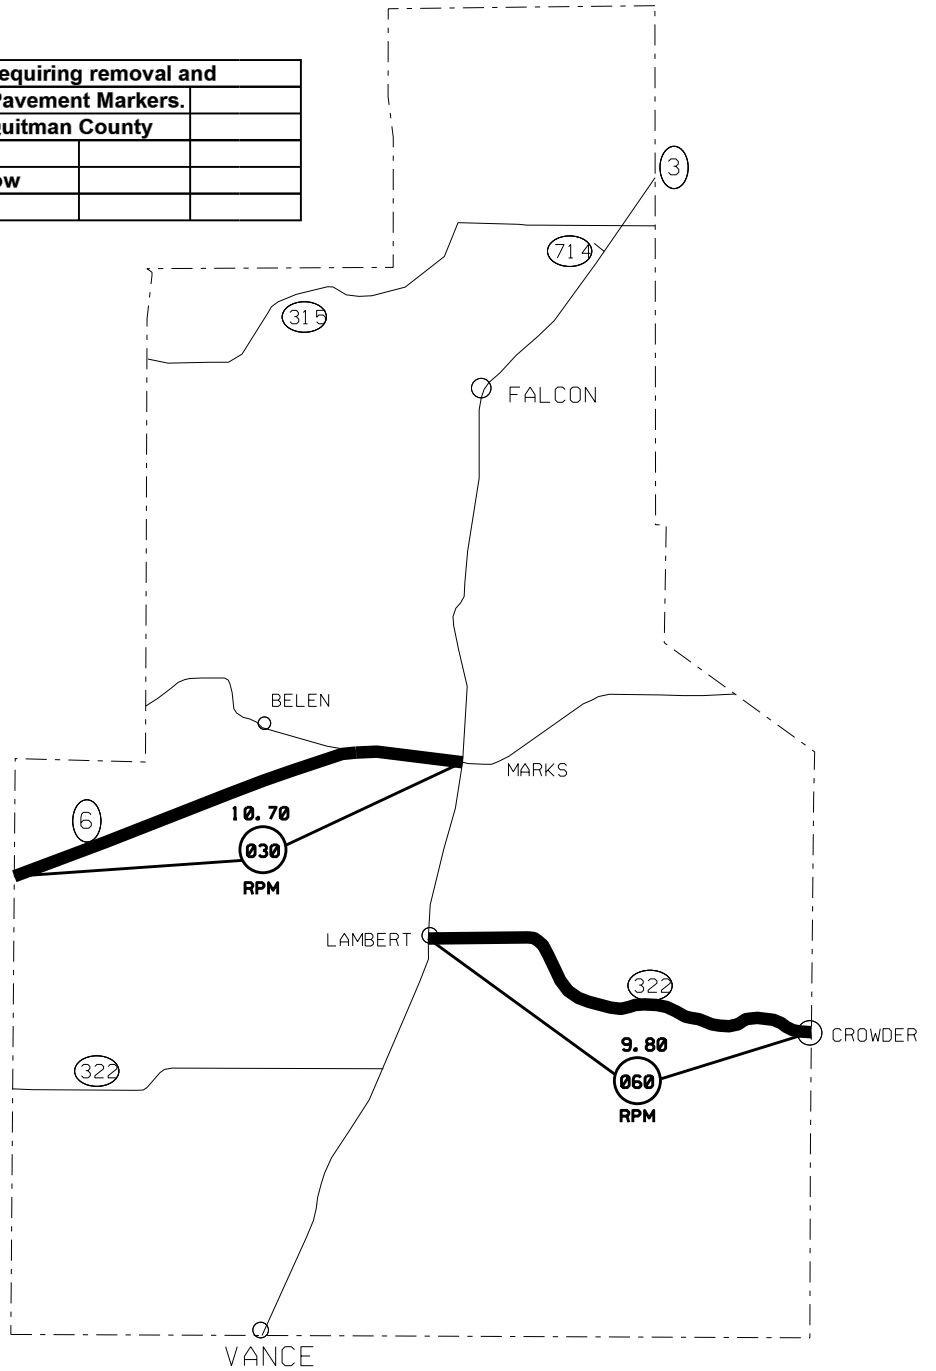 equiring removal and
Pavement Markers.
uitman County
ow
3
714
315
FALCON
BELEN
MARKS
6
10.70
030
RPM
LAMBERT
322
CROWDER
9.80
060
RPM
322
VANCE